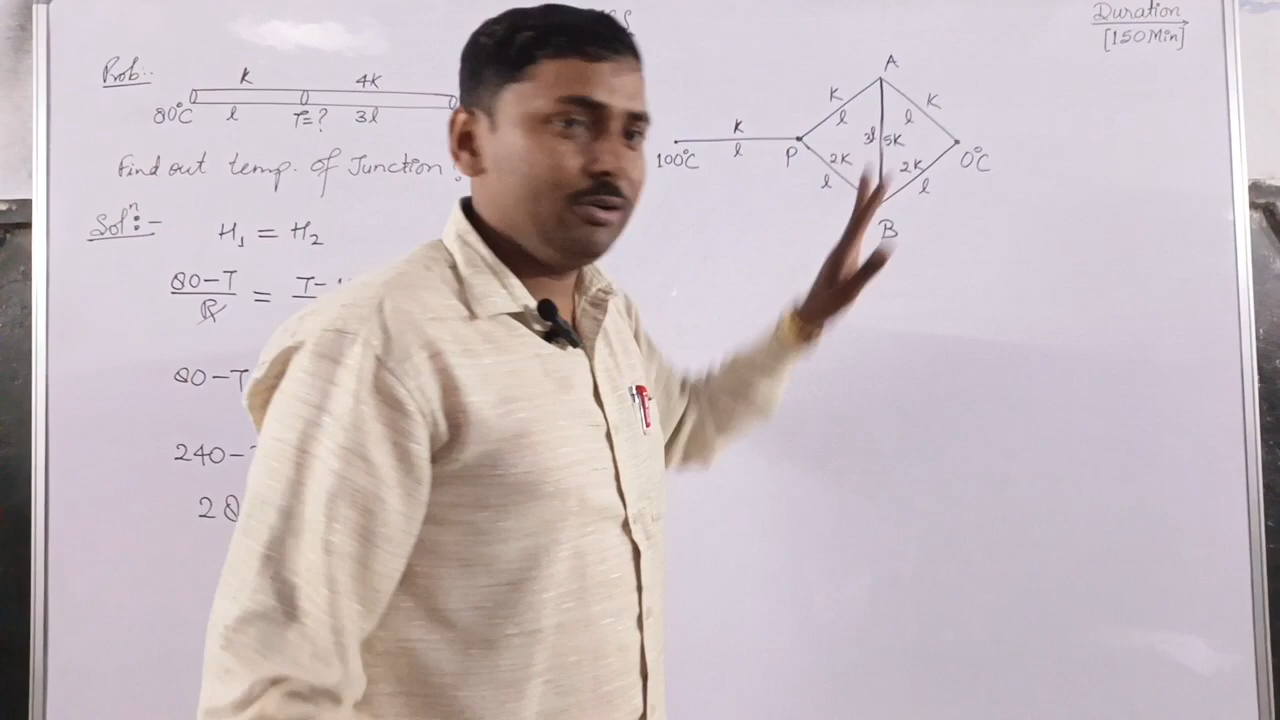 Duration
[150 Min]
Prob:.
K 4K
80°C l T=? 3l
Find out temp. of Junction
Solⁿ:-
H₁ = H₂
80-T/R = T-
80-T
240-
28
A
K K
l l
K 3l 5K
100°C l P 2K 2K 0°C
l l
B